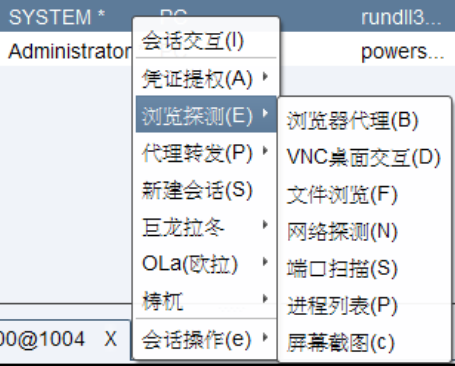 SYSTEM * PC rundll3...
Administrator powers...
会话交互(I)
凭证提权(A)
浏览探测(E)
代理转发(P)
新建会话(S)
巨龙拉冬
OLa(欧拉)
梼杌
会话操作(e)
浏览器代理(B)
VNC桌面交互(D)
文件浏览(F)
网络探测(N)
端口扫描(S)
进程列表(P)
屏幕截图(c)
00@1004 X